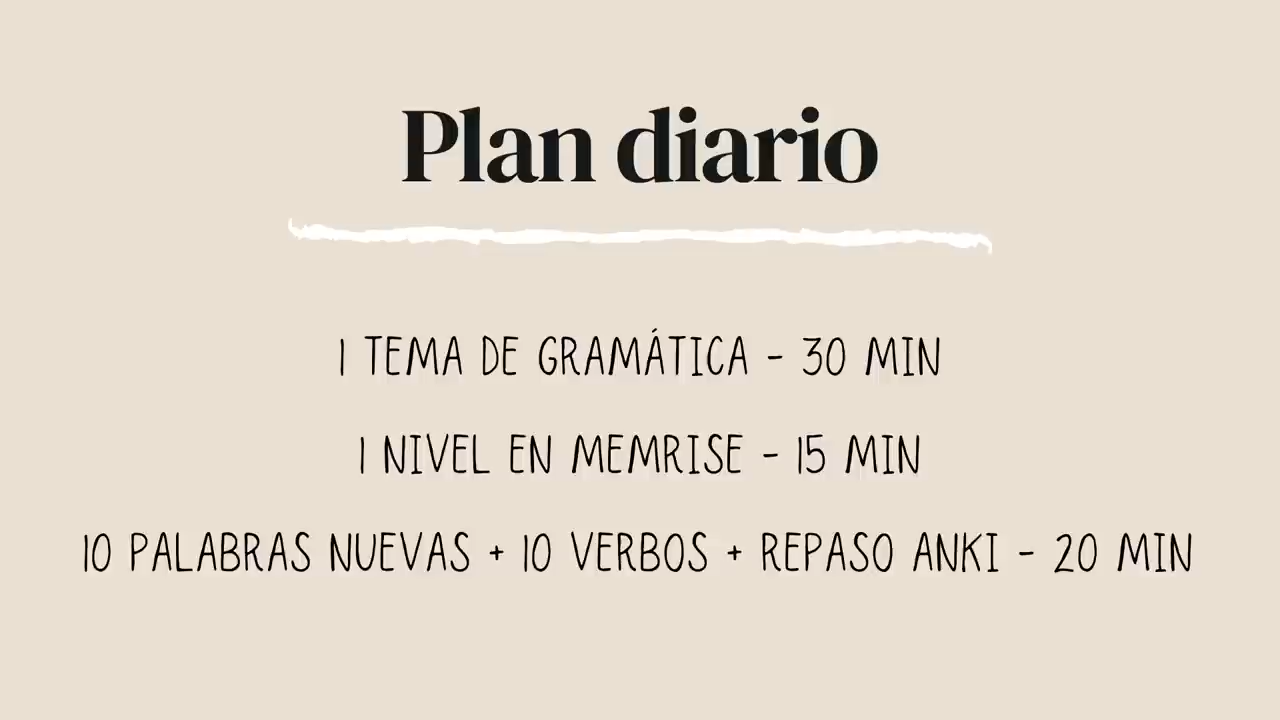 Plan diario
1 TEMA DE GRAMÁTICA - 30 MIN
1 NIVEL EN MEMRISE - 15 MIN
10 PALABRAS NUEVAS + 10 VERBOS + REPASO ANKI - 20 MIN